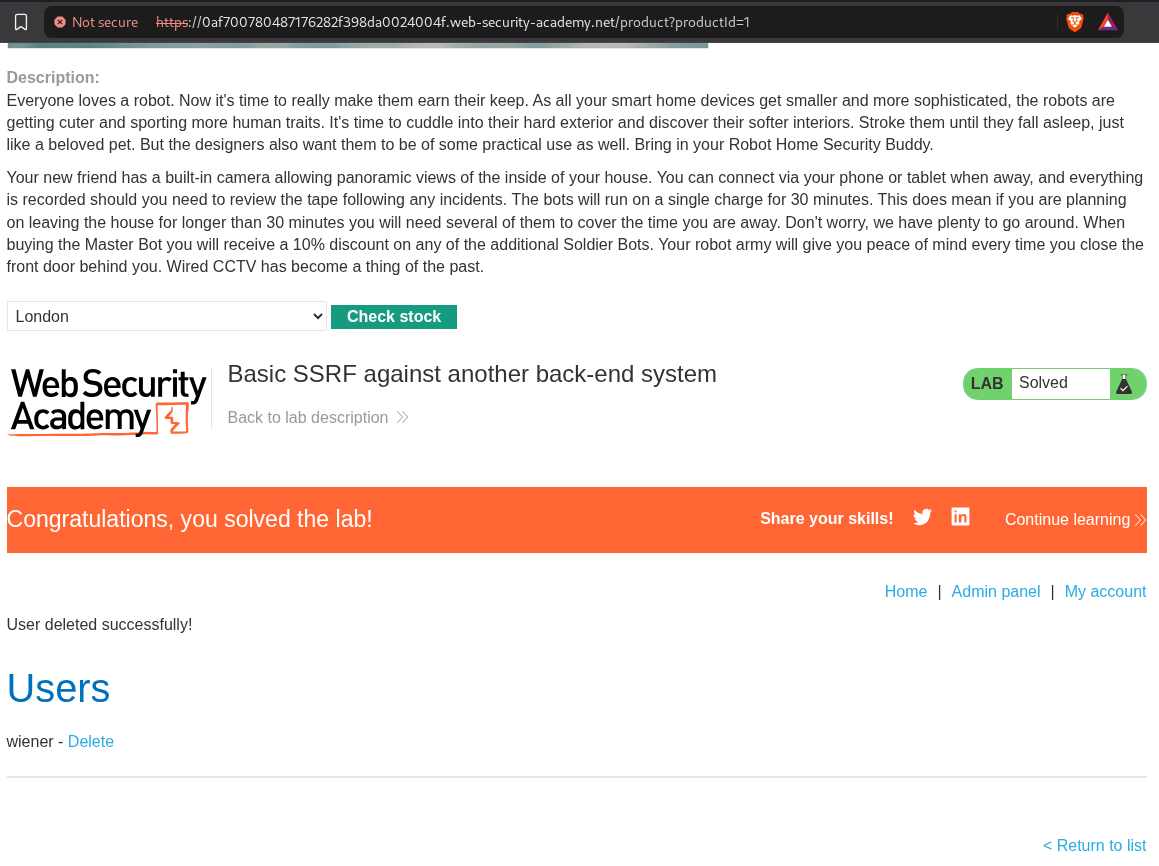 Not secure https://0af700780487176282f398da0024004f.web-security-academy.net/product?productId=1
Description:
Everyone loves a robot. Now it's time to really make them earn their keep. As all your smart home devices get smaller and more sophisticated, the robots are
getting cuter and sporting more human traits. It's time to cuddle into their hard exterior and discover their softer interiors. Stroke them until they fall asleep, just
like a beloved pet. But the designers also want them to be of some practical use as well. Bring in your Robot Home Security Buddy.
Your new friend has a built-in camera allowing panoramic views of the inside of your house. You can connect via your phone or tablet when away, and everything
is recorded should you need to review the tape following any incidents. The bots will run on a single charge for 30 minutes. This does mean if you are planning
on leaving the house for longer than 30 minutes you will need several of them to cover the time you are away. Don't worry, we have plenty to go around. When
buying the Master Bot you will receive a 10% discount on any of the additional Soldier Bots. Your robot army will give you peace of mind every time you close the
front door behind you. Wired CCTV has become a thing of the past.
London Check stock
Web Security
Academy
Basic SSRF against another back-end system
Back to lab description
LAB Solved
Congratulations, you solved the lab! Share your skills! Continue learning
Home | Admin panel | My account
User deleted successfully!
Users
wiener - Delete
< Return to list